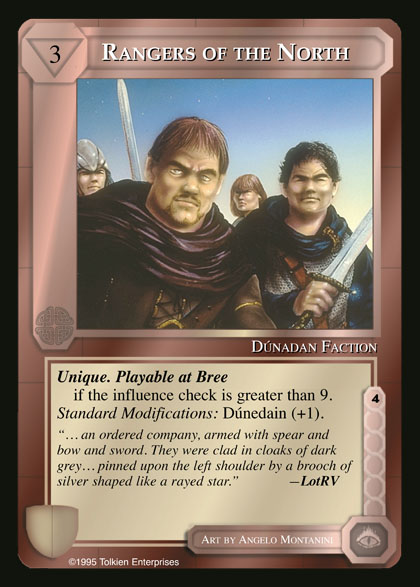 3
RANGERS OF THE NORTH
DÚNADAN FACTION
Unique. Playable at Bree
if the influence check is greater than 9.
Standard Modifications: Dúnedain (+1).
4
“… an ordered company, armed with spear and
bow and sword. They were clad in cloaks of dark
grey… pinned upon the left shoulder by a brooch of
silver shaped like a rayed star.” –LotRV
ART BY ANGELO MONTANINI
©1995 Tolkien Enterprises